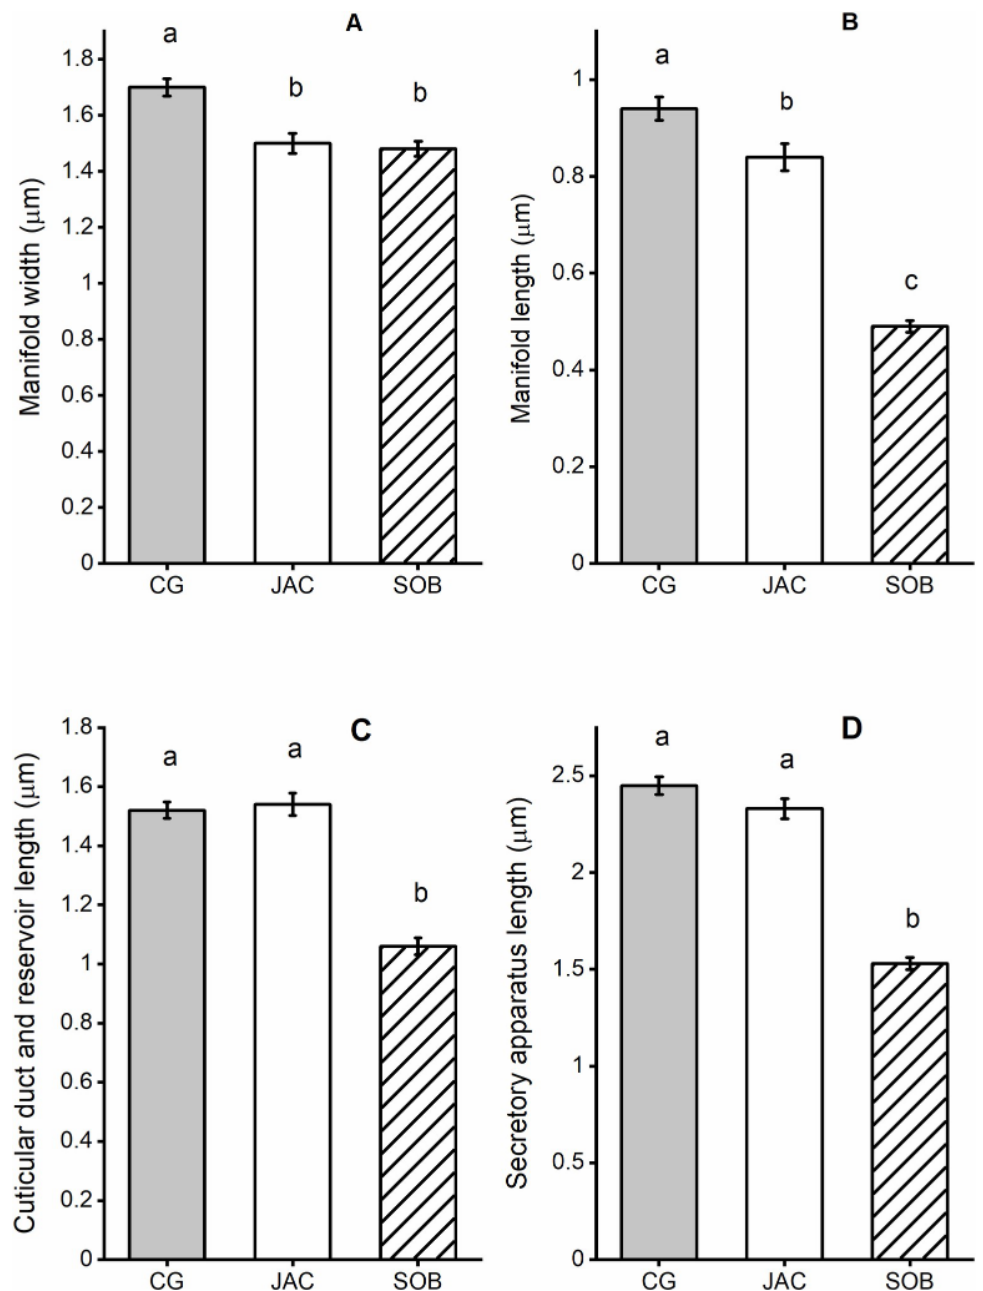 A
a
b
b
Manifold width (μm)
1.8
1.6
1.4
1.2
1
0.8
0.6
0.4
0.2
0
CG JAC SOB
B
a
b
c
Manifold length (μm)
1
0.8
0.6
0.4
0.2
0
CG JAC SOB
C
a
a
b
Cuticular duct and reservoir length (μm)
1.8
1.6
1.4
1.2
1
0.8
0.6
0.4
0.2
0
CG JAC SOB
D
a
a
b
Secretory apparatus length (μm)
2.5
2
1.5
1
0.5
0
CG JAC SOB